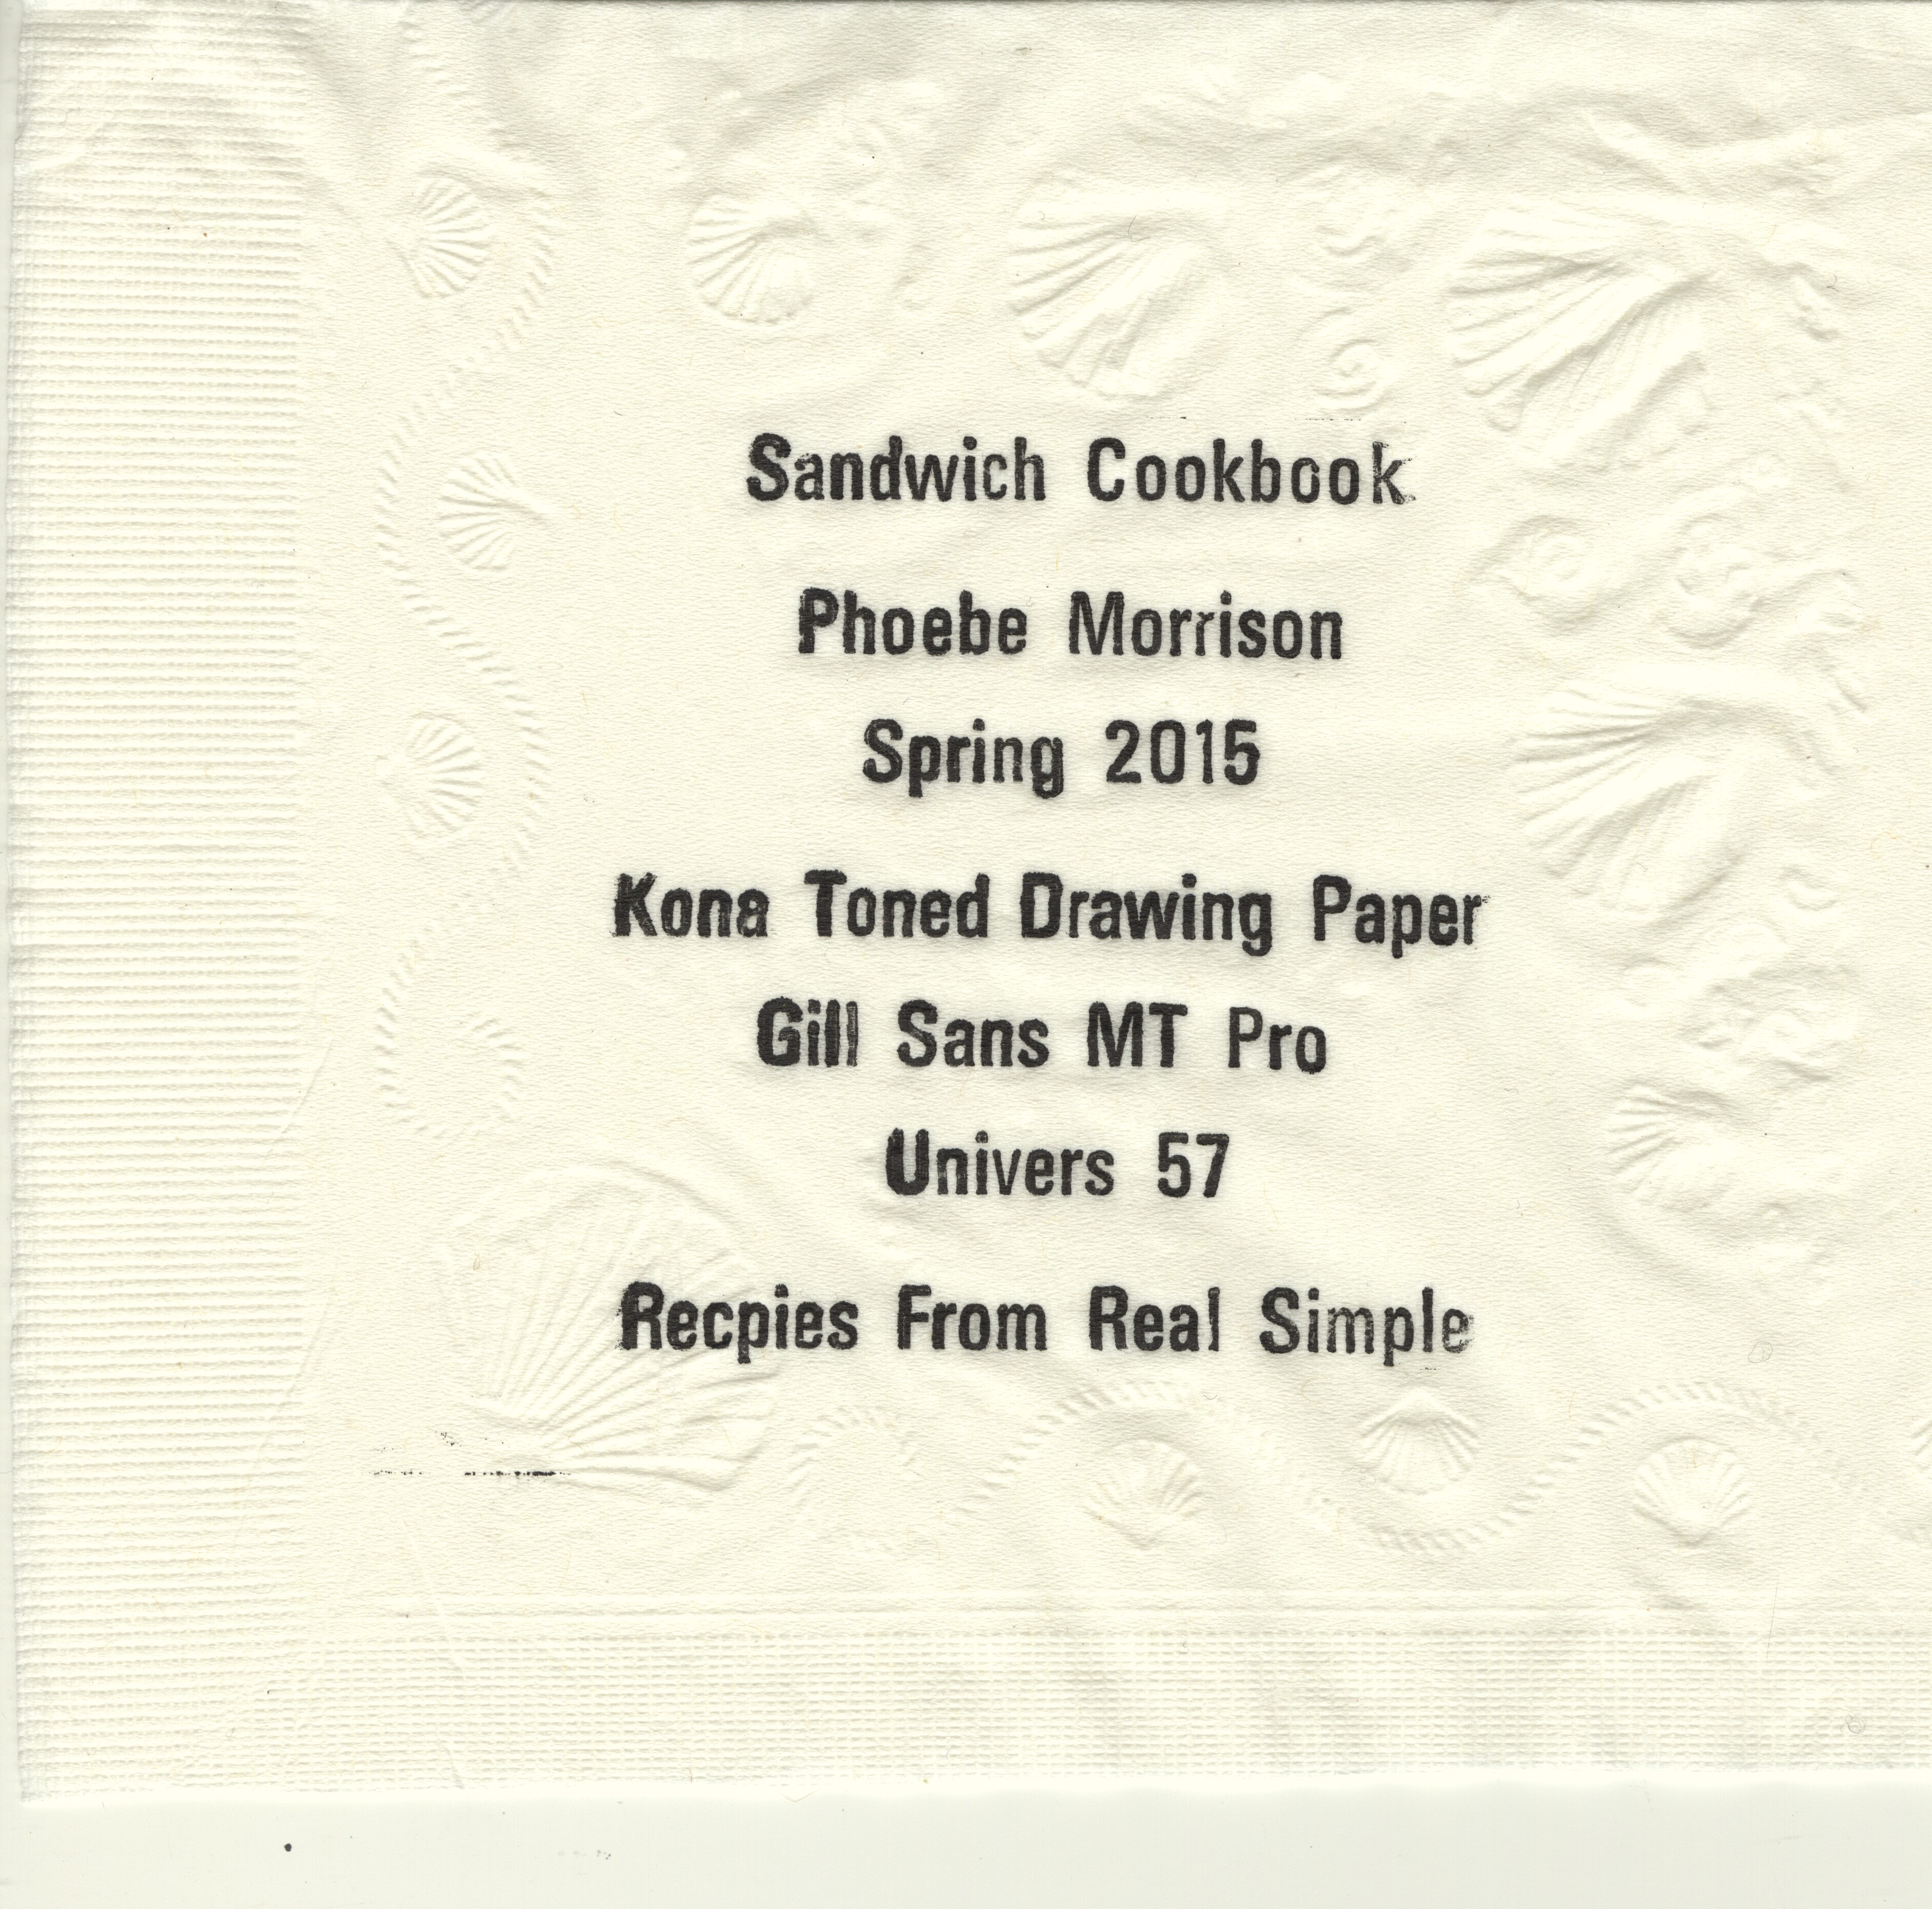 Sandwich Cookbook
Phoebe Morrison
Spring 2015
Kona Toned Drawing Paper
Gill Sans MT Pro
Univers 57
Recpies From Real Simple